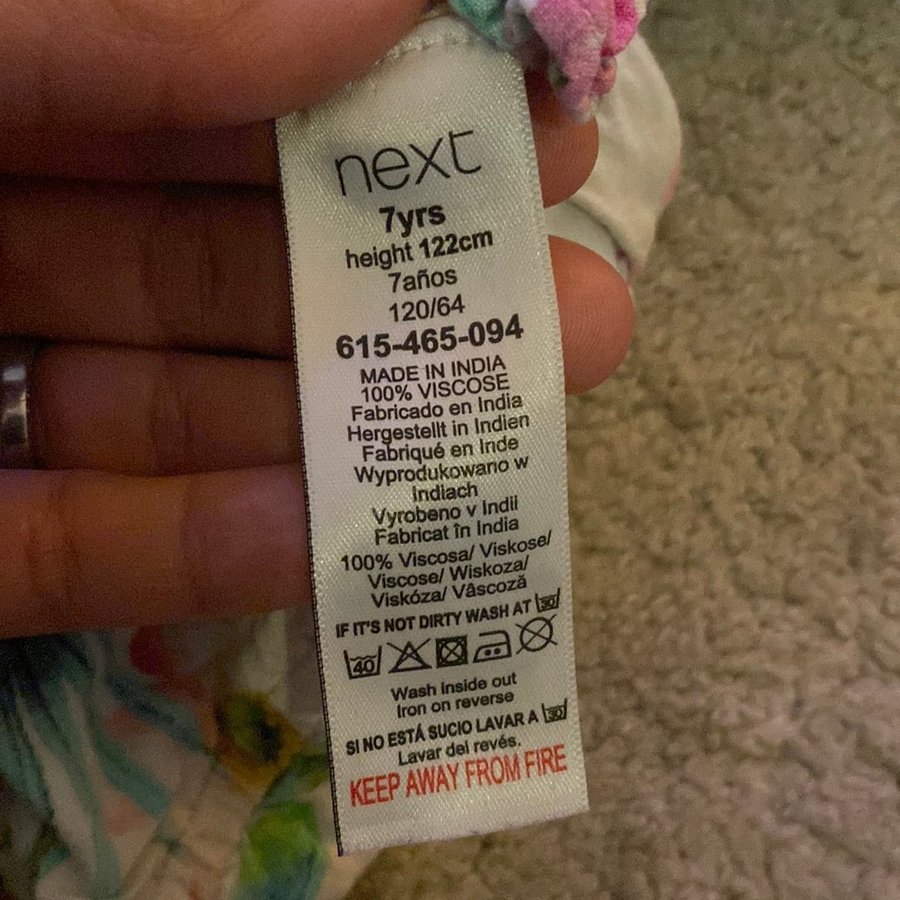 next
7yrs
height 122cm
7años
120/64
615-465-094
MADE IN INDIA
100% VISCOSE
Fabricado en India
Hergestellt in Indien
Fabriqué en Inde
Wyprodukowano w
Indiach
Vyrobeno v Indii
Fabricat în India
100% Viscosa/ Viskose/
Viscose/ Wiskoza/
Viskóza/ Vâscoză
IF IT'S NOT DIRTY WASH AT 30
40
Wash inside out
Iron on reverse
SI NO ESTÁ SUCIO LAVAR A 30
Lavar del revés.
KEEP AWAY FROM FIRE